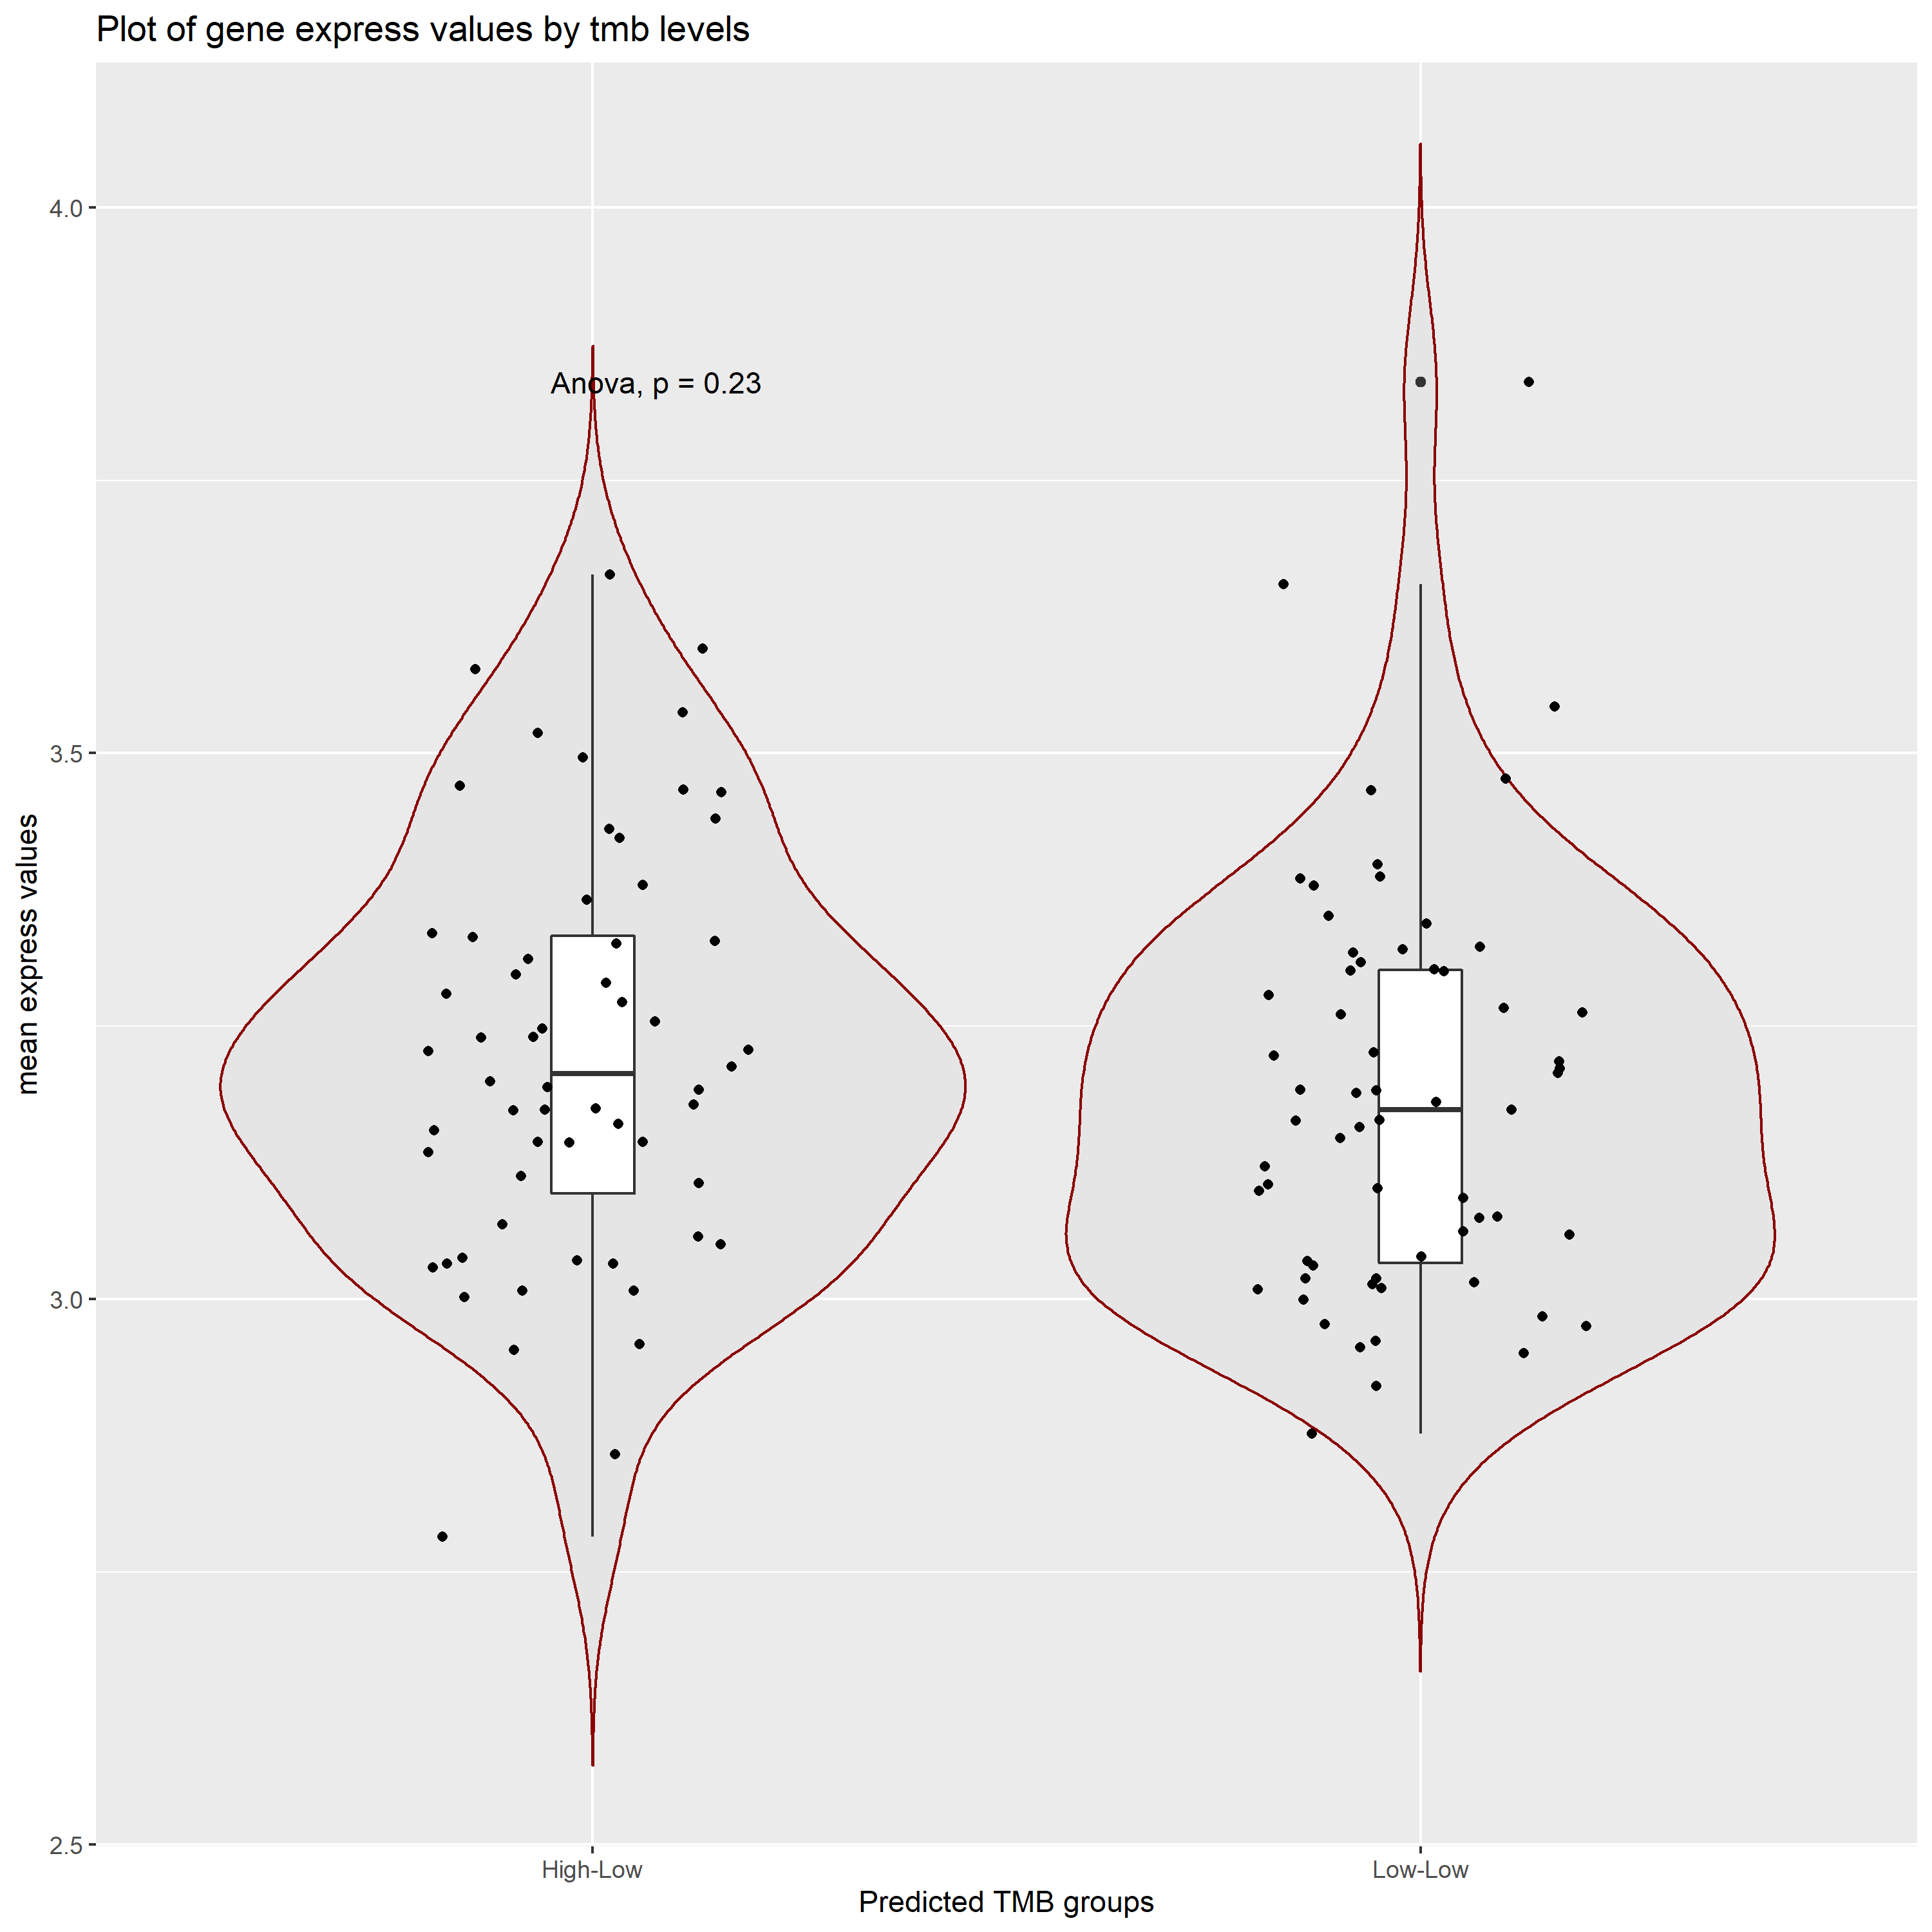 Plot of gene express values by tmb levels
Anova, p = 0.23
4.0
3.5
3.0
2.5
mean express values
High-Low
Low-Low
Predicted TMB groups